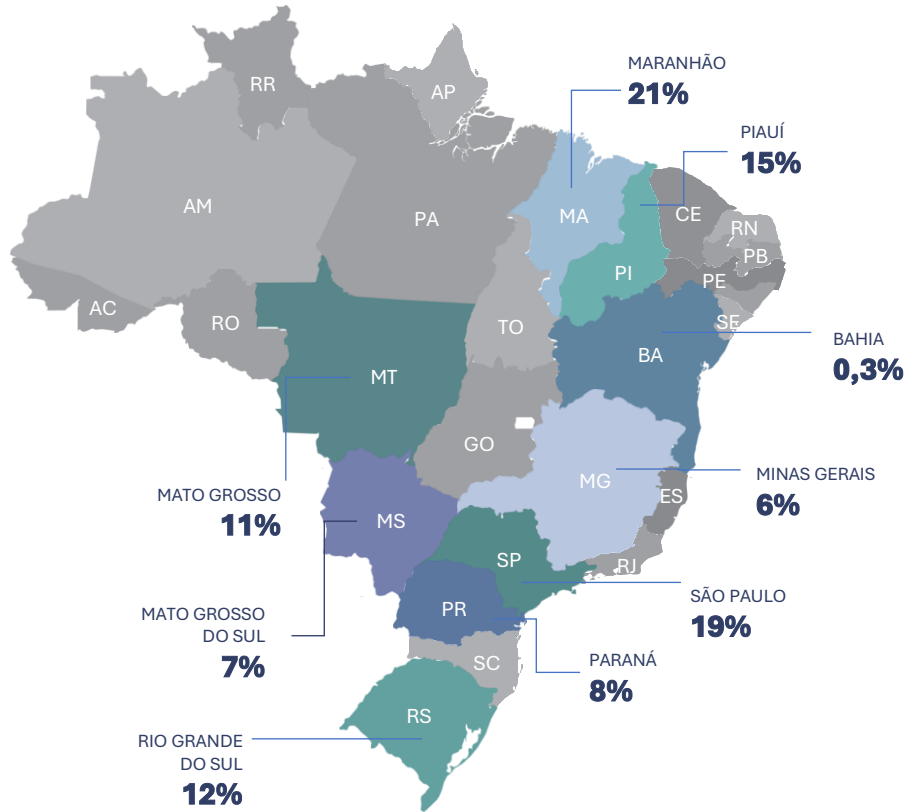 MARANHÃO
21%
RR
AP
PIAUÍ
15%
AM
PA
MA
CE
RN
PB
PI
PE
AC
RO
TO
SE
BA
BAHIA
0,3%
MT
GO
MG
MINAS GERAIS
6%
ES
MATO GROSSO
11%
MS
SP
RJ
SÃO PAULO
19%
MATO GROSSO
DO SUL
7%
PR
SC
PARANÁ
8%
RS
RIO GRANDE
DO SUL
12%